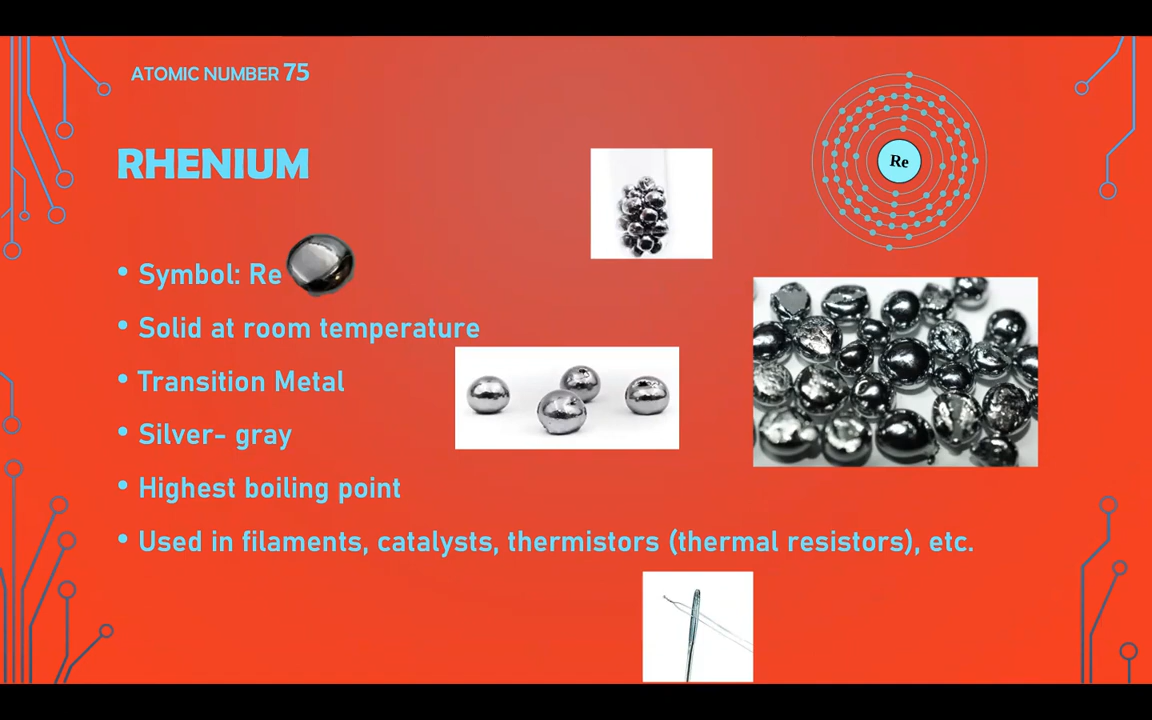 ATOMIC NUMBER 75
RHENIUM
Re
• Symbol: Re
• Solid at room temperature
• Transition Metal
• Silver- gray
• Highest boiling point
• Used in filaments, catalysts, thermistors (thermal resistors), etc.